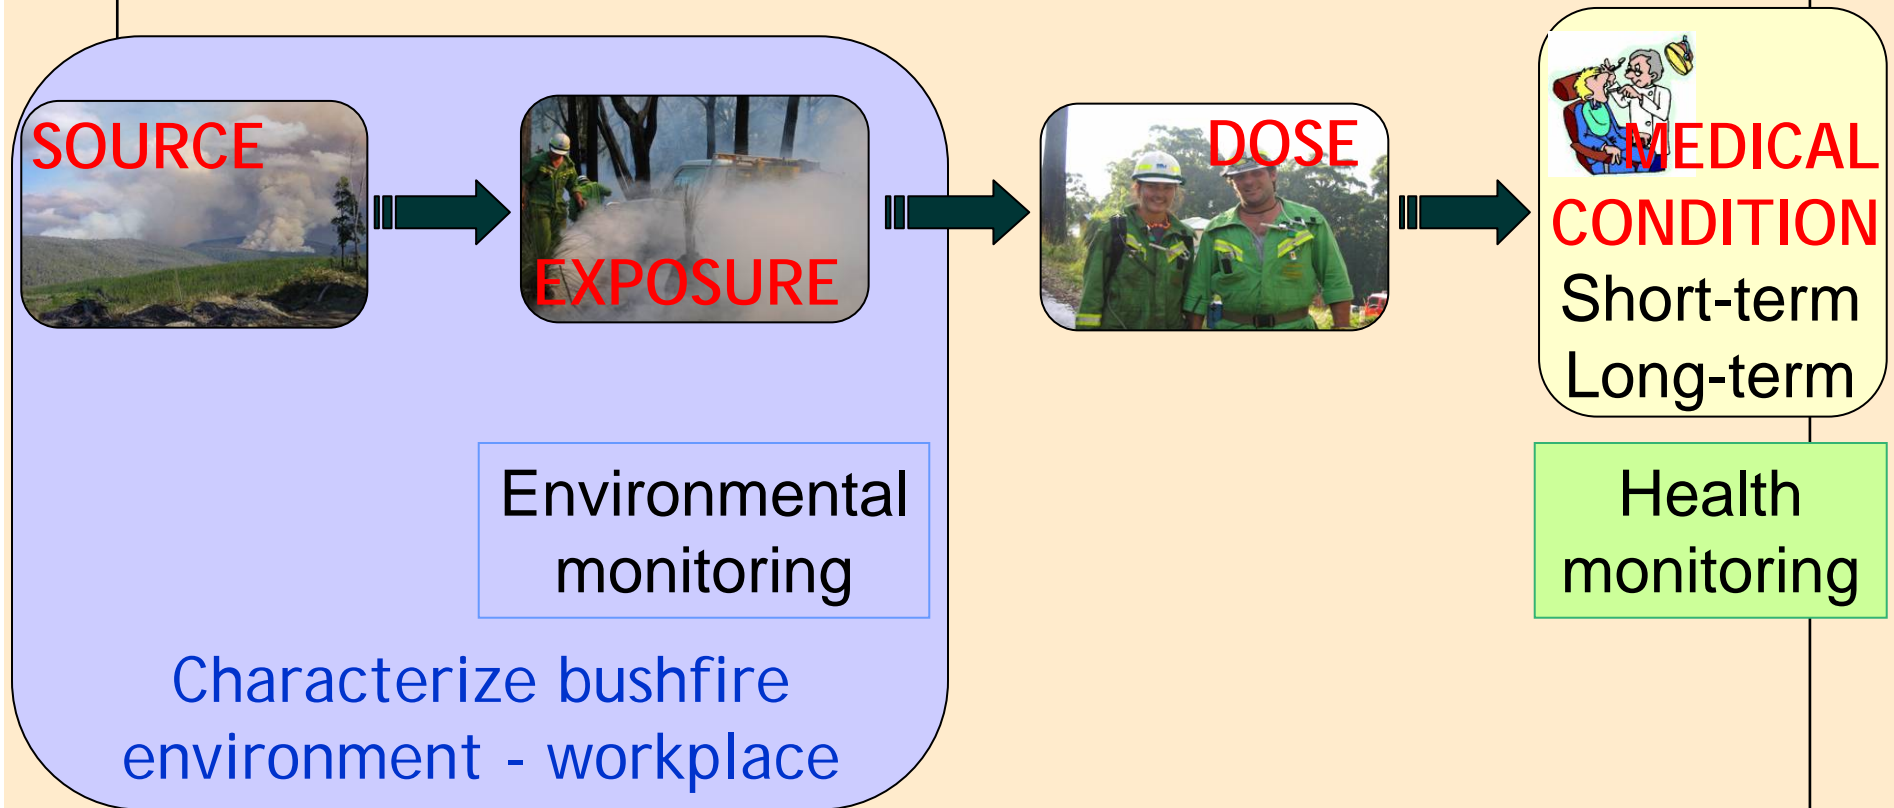 SOURCE
EXPOSURE
DOSE
MEDICAL
CONDITION
Short-term
Long-term
Environmental
monitoring
Health
monitoring
Characterize bushfire
environment - workplace